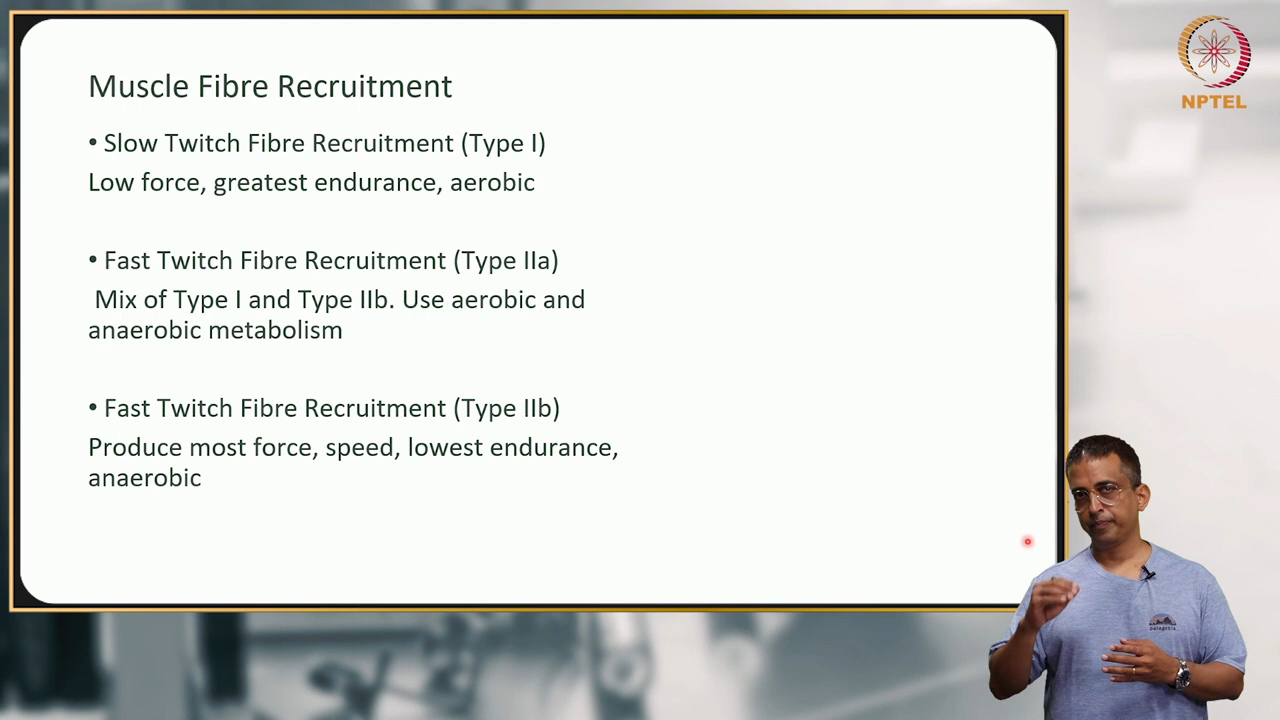 NPTEL
Muscle Fibre Recruitment
• Slow Twitch Fibre Recruitment (Type I)
Low force, greatest endurance, aerobic
• Fast Twitch Fibre Recruitment (Type IIa)
Mix of Type I and Type IIb. Use aerobic and
anaerobic metabolism
• Fast Twitch Fibre Recruitment (Type IIb)
Produce most force, speed, lowest endurance,
anaerobic
patagonia